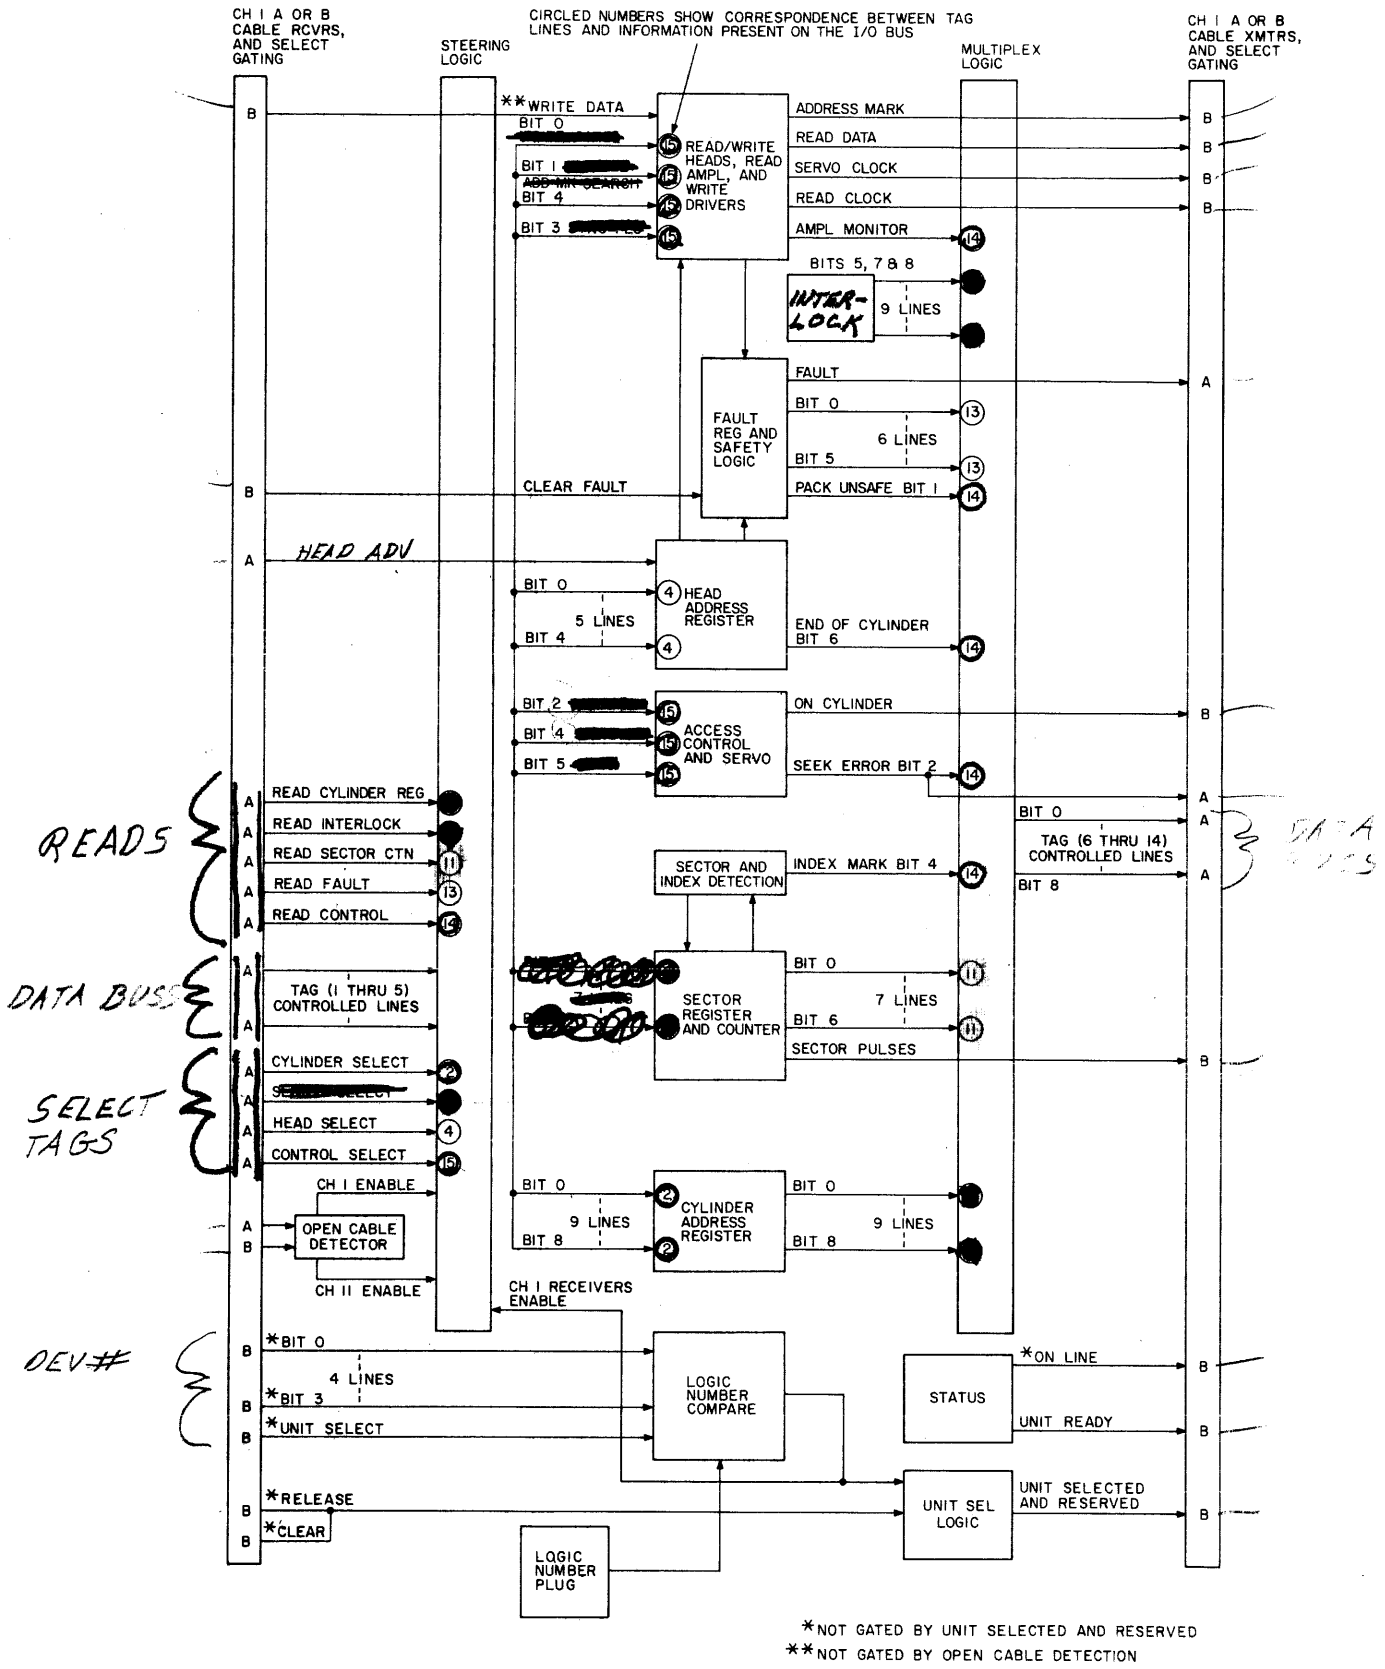 CH I A OR B
CABLE RCVRS,
AND SELECT
GATING
STEERING
LOGIC
CIRCLED NUMBERS SHOW CORRESPONDENCE BETWEEN TAG
LINES AND INFORMATION PRESENT ON THE I/O BUS
MULTIPLEX
LOGIC
CH I A OR B
CABLE XMTRS,
AND SELECT
GATING
B
**WRITE DATA
BIT 0
15
BIT 1
15
ADD MK SEARCH
BIT 4
15
BIT 3
15
READ/WRITE
HEADS, READ
AMPL, AND
WRITE
DRIVERS
ADDRESS MARK
B
READ DATA
B
SERVO CLOCK
B
READ CLOCK
B
AMPL MONITOR
14
BITS 5, 7 & 8
INTER-
LOCK
9 LINES
FAULT
REG AND
SAFETY
LOGIC
FAULT
A
BIT 0
13
6 LINES
BIT 5
13
PACK UNSAFE BIT 1
14
B
CLEAR FAULT
A
HEAD ADV
BIT 0
4
5 LINES
BIT 4
4
HEAD
ADDRESS
REGISTER
END OF CYLINDER
BIT 6
14
BIT 2
15
BIT 4
15
BIT 5
15
ACCESS
CONTROL
AND SERVO
ON CYLINDER
B
SEEK ERROR BIT 2
14
A
READS
A
READ CYLINDER REG
A
READ INTERLOCK
A
READ SECTOR CTN
11
A
READ FAULT
13
A
READ CONTROL
14
SECTOR AND
INDEX DETECTION
INDEX MARK BIT 4
14
BIT 0
A
TAG (6 THRU 14)
CONTROLLED LINES
BIT 8
A
DATA
DATA BUSS
A
TAG (1 THRU 5)
CONTROLLED LINES
A
SECTOR
REGISTER
AND COUNTER
BIT 0
11
7 LINES
BIT 6
11
SECTOR PULSES
B
SELECT
TAGS
A
CYLINDER SELECT
2
A
A
HEAD SELECT
4
A
CONTROL SELECT
15
CH I ENABLE
A
B
OPEN CABLE
DETECTOR
CH II ENABLE
BIT 0
2
9 LINES
BIT 8
2
CYLINDER
ADDRESS
REGISTER
BIT 0
9 LINES
BIT 8
CH I RECEIVERS
ENABLE
DEV#
B
*BIT 0
4 LINES
B
*BIT 3
B
*UNIT SELECT
LOGIC
NUMBER
COMPARE
STATUS
*ON LINE
B
UNIT READY
B
B
*RELEASE
B
*CLEAR
UNIT SEL
LOGIC
UNIT SELECTED
AND RESERVED
B
LOGIC
NUMBER
PLUG
*NOT GATED BY UNIT SELECTED AND RESERVED
**NOT GATED BY OPEN CABLE DETECTION